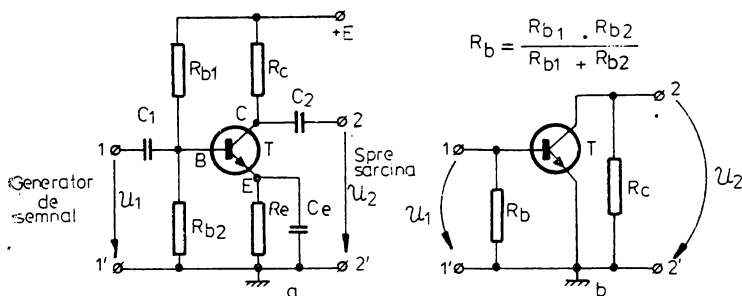 +E
Rb1
Rc
C1
C
C2
2
1
B
T
Generator
de
semnal
U1
E
Spre
sarcina
U2
Rb2
Re
Ce
1'
2'
a
Rb = Rb1 . Rb2
Rb1 + Rb2
2
1
T
U1
Rb
Rc
U2
1'
2'
b